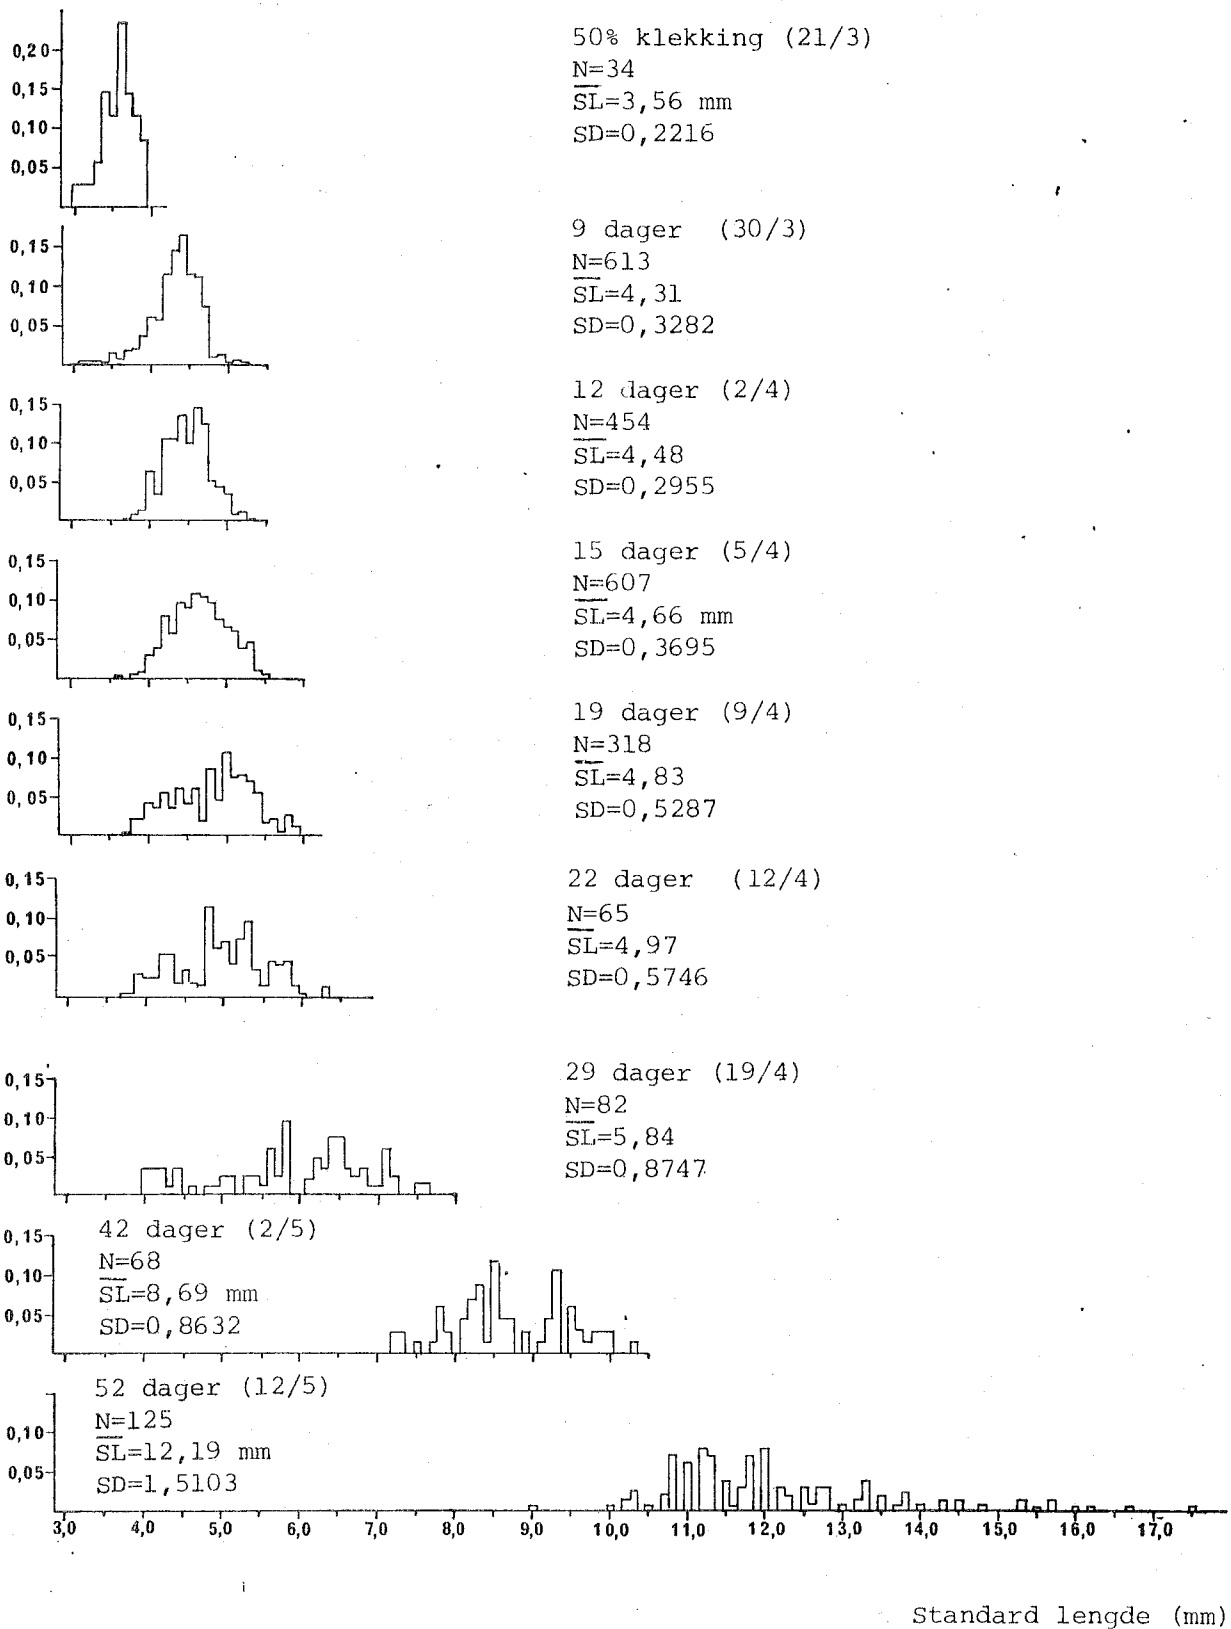 0,20
0,15
0,10
0,05
50% klekking (21/3)
N=34
SL=3,56 mm
SD=0,2216
0,15
0,10
0,05
9 dager (30/3)
N=613
SL=4,31
SD=0,3282
0,15
0,10
0,05
12 dager (2/4)
N=454
SL=4,48
SD=0,2955
0,15
0,10
0,05
15 dager (5/4)
N=607
SL=4,66 mm
SD=0,3695
0,15
0,10
0,05
19 dager (9/4)
N=318
SL=4,83
SD=0,5287
0,15
0,10
0,05
22 dager (12/4)
N=65
SL=4,97
SD=0,5746
0,15
0,10
0,05
29 dager (19/4)
N=82
SL=5,84
SD=0,8747
0,15
0,10
0,05
42 dager (2/5)
N=68
SL=8,69 mm
SD=0,8632
0,10
0,05
52 dager (12/5)
N=125
SL=12,19 mm
SD=1,5103
3,0 4,0 5,0 6,0 7,0 8,0 9,0 10,0 11,0 12,0 13,0 14,0 15,0 16,0 17,0
Standard lengde (mm)